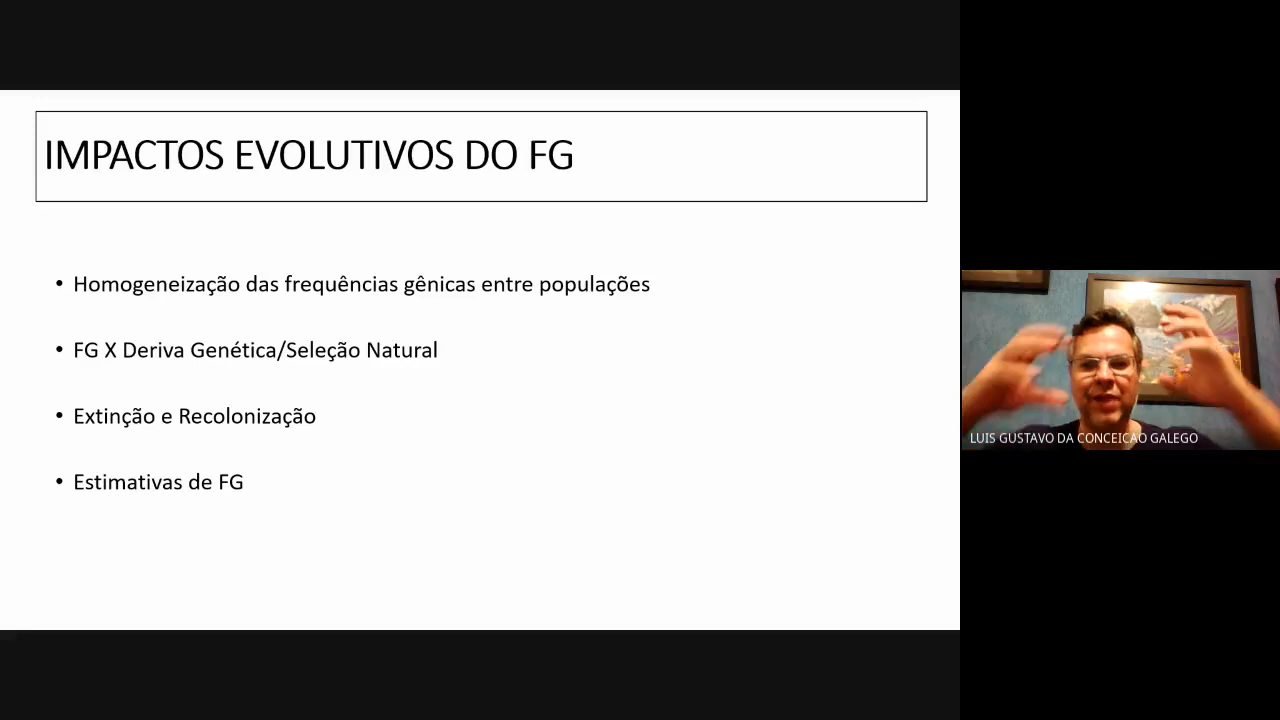 IMPACTOS EVOLUTIVOS DO FG
• Homogeneização das frequências gênicas entre populações
• FG X Deriva Genética/Seleção Natural
• Extinção e Recolonização
• Estimativas de FG
LUIS GUSTAVO DA CONCEICAO GALEGO